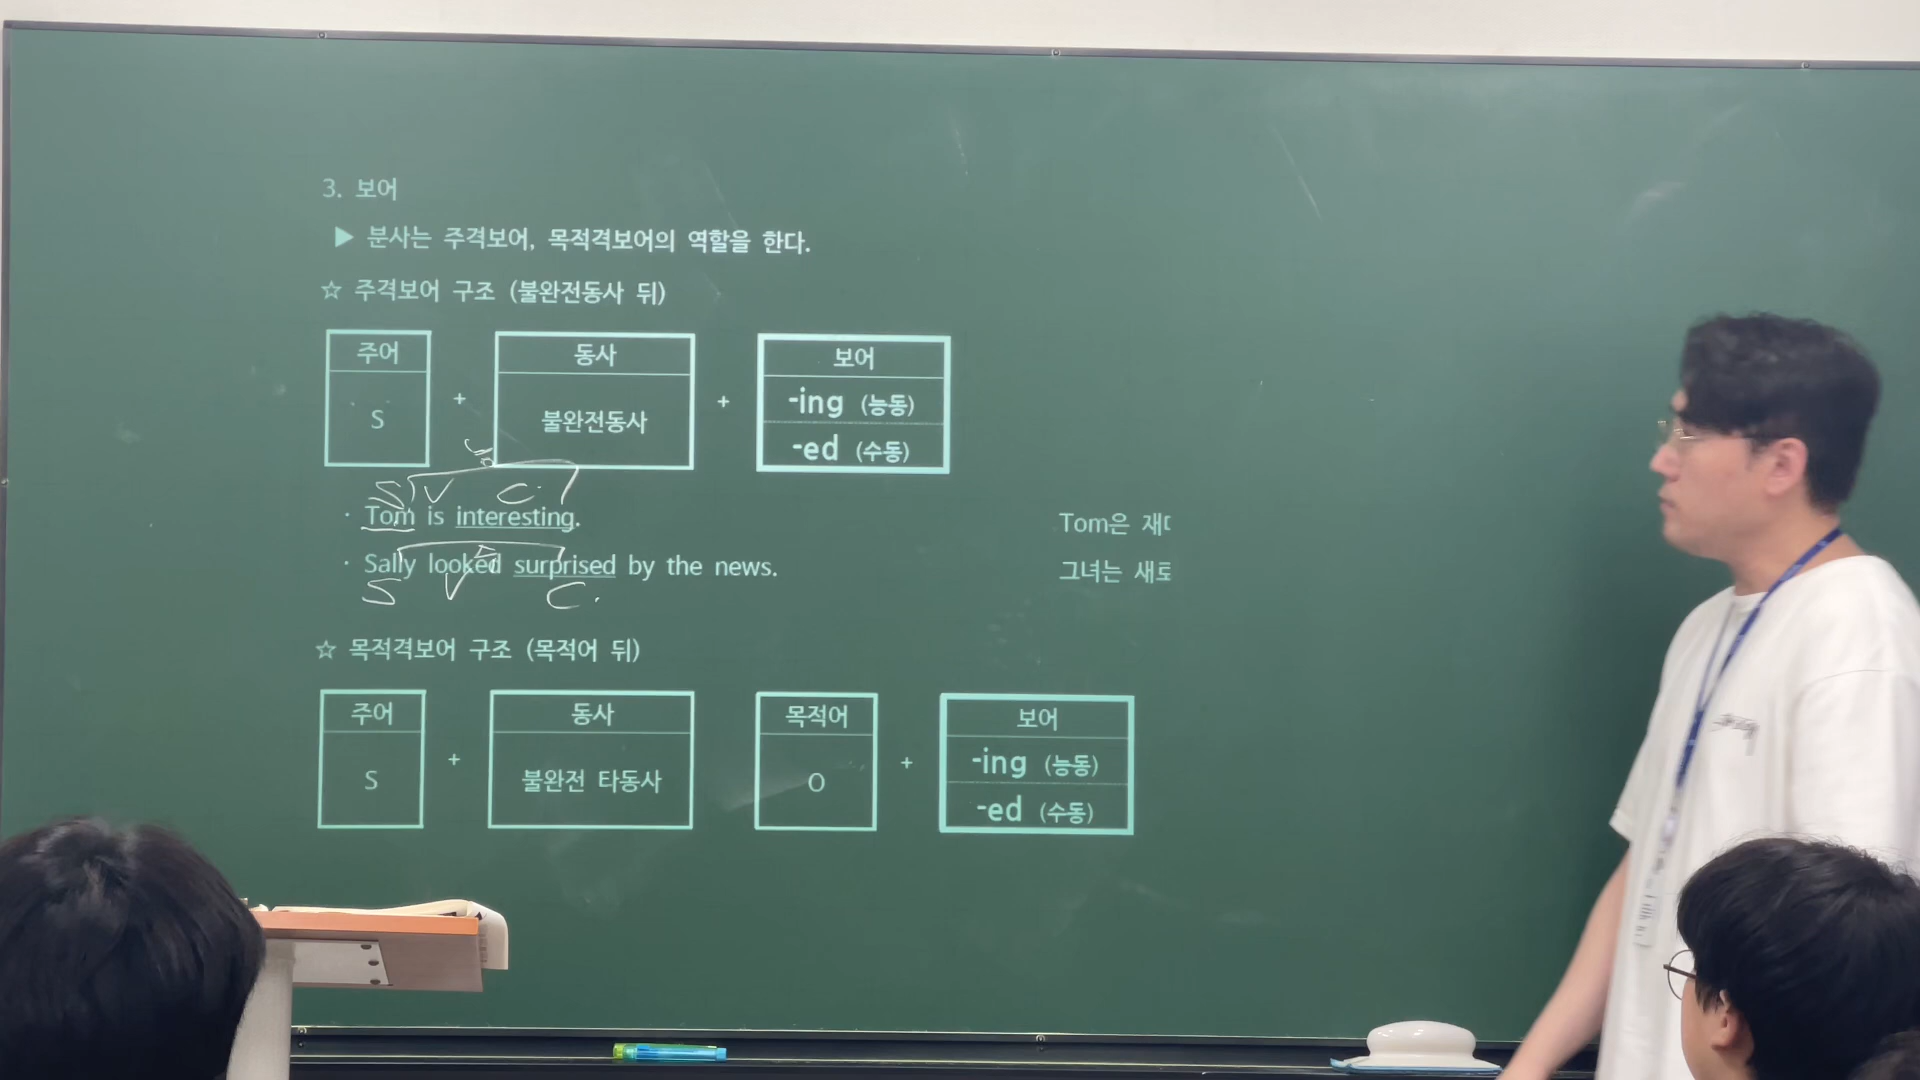 3. 보어
▶ 분사는 주격보어, 목적격보어의 역할을 한다.
☆ 주격보어 구조 (불완전동사 뒤)
주어 동사 보어
S + 불완전동사 + -ing (능동)
-ed (수동)
S V C.
· Tom is interesting. Tom은
· Sally looked surprised by the news. 그녀는
S V C.
☆ 목적격보어 구조 (목적어 뒤)
주어 동사 목적어 보어
S + 불완전 타동사 O + -ing (능동)
-ed (수동)